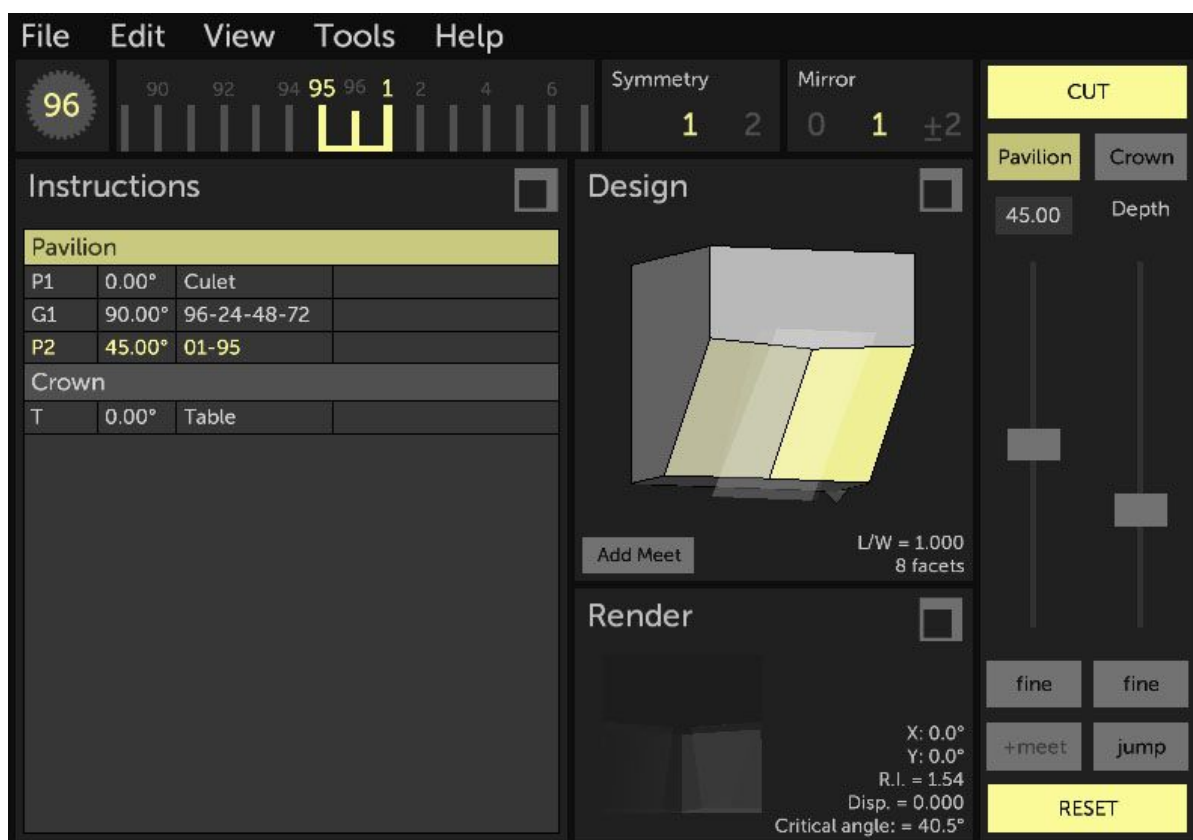 File Edit View Tools Help
96
90 92 94 95 96 1 2 4 6
Symmetry
1 2
Mirror
0 1 ±2
CUT
Pavilion Crown
45.00 Depth
Instructions
Pavilion
P1 0.00° Culet
G1 90.00° 96-24-48-72
P2 45.00° 01-95
Crown
T 0.00° Table
Design
Add Meet
L/W = 1.000
8 facets
Render
X: 0.0°
Y: 0.0°
R.I. = 1.54
Disp. = 0.000
Critical angle: = 40.5°
fine fine
+meet jump
RESET